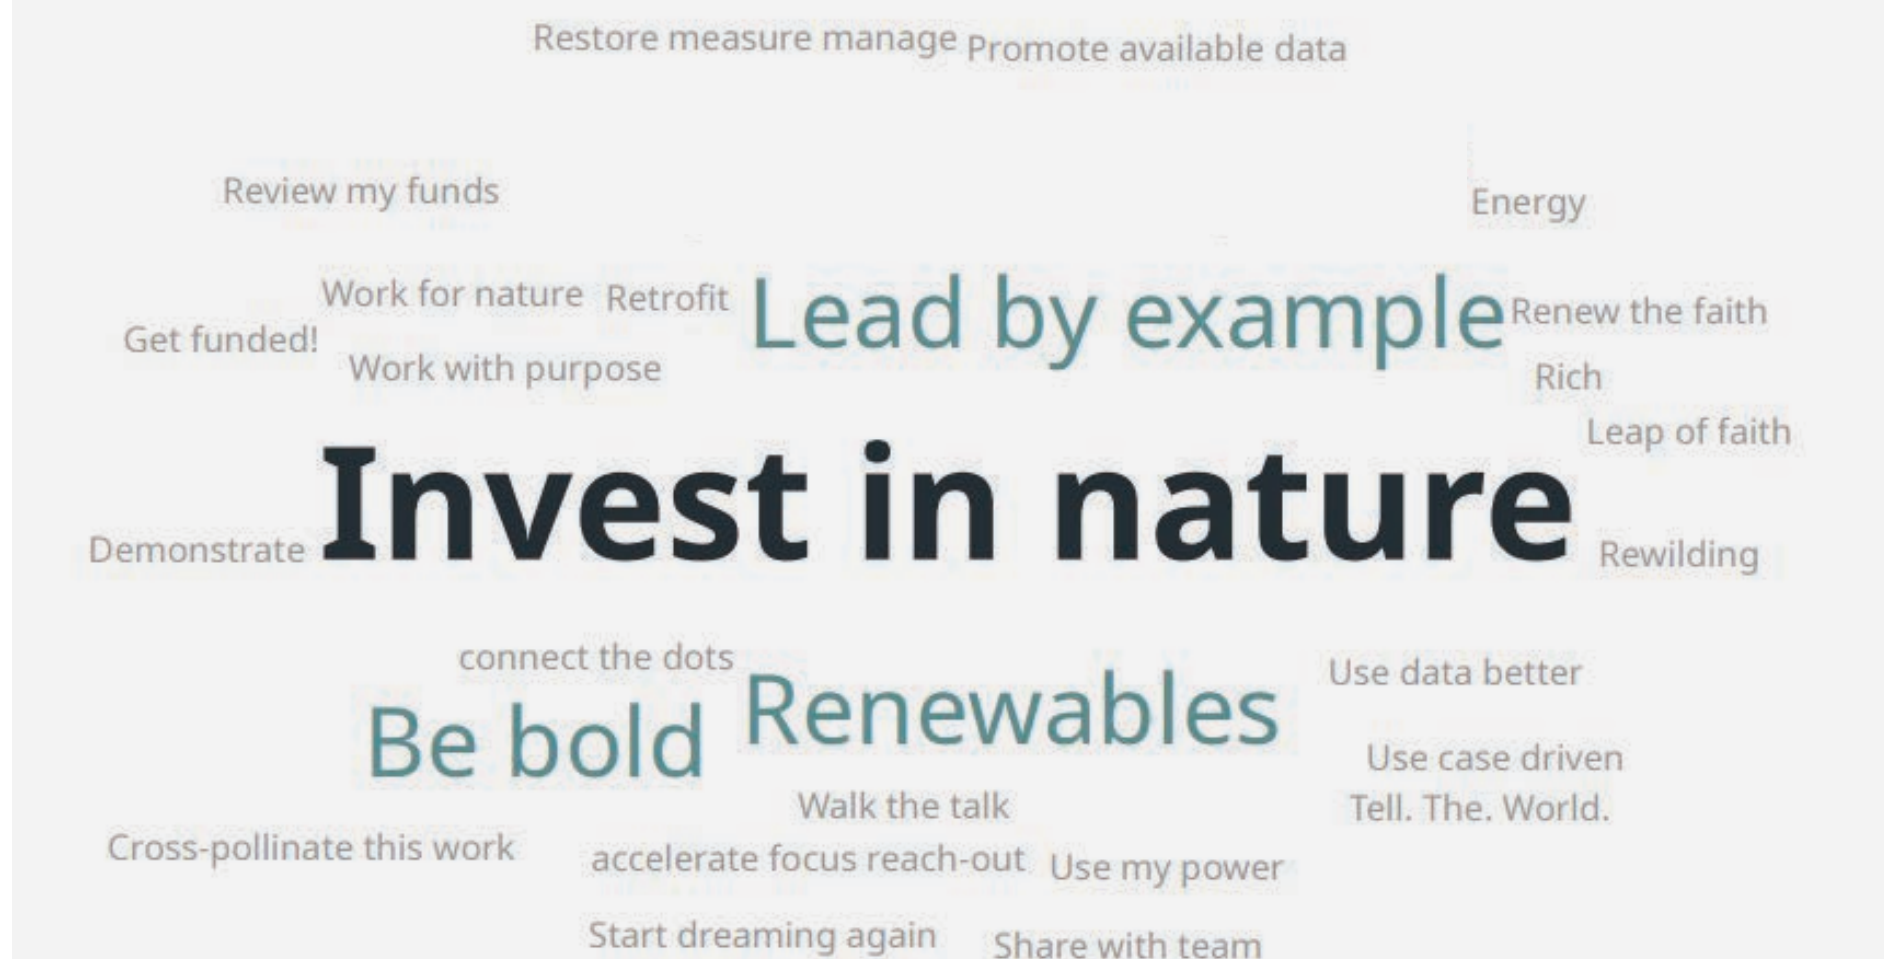 Restore measure manage
Promote available data
Review my funds
Energy
Work for nature
Retrofit
Lead by example
Renew the faith
Get funded!
Work with purpose
Rich
Leap of faith
Invest in nature
Demonstrate
Rewilding
connect the dots
Use data better
Be bold
Renewables
Use case driven
Walk the talk
Tell. The. World.
Cross-pollinate this work
accelerate focus reach-out
Use my power
Start dreaming again
Share with team